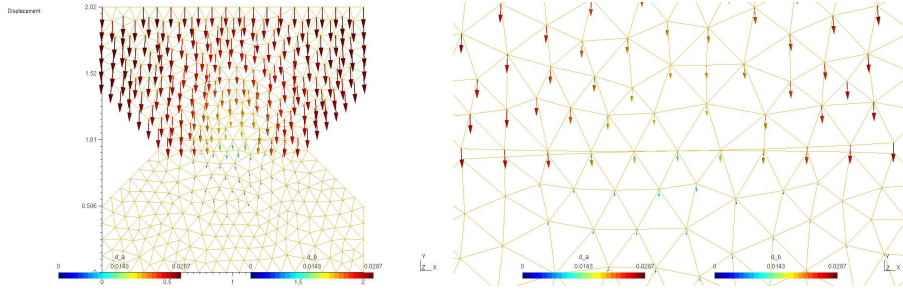 Displacement
2.02
1.52
1.01
0.506
0
d_a
0 0.0163 0.0287
d_b
0 0.0143 0.0287
0 0.5 1 1.5 2
Y
Z X
d_a
0 0.0143 0.0287
d_b
0 0.0143 0.0287
Y
Z X